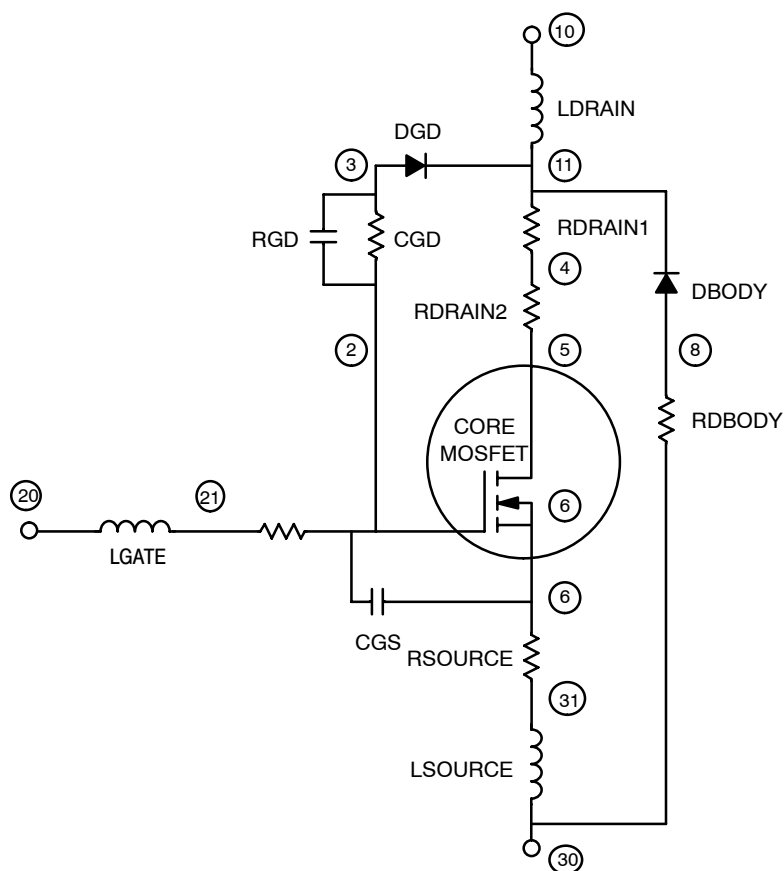 10
LDRAIN
DGD
3
11
RGD
CGD
RDRAIN1
4
DBODY
RDRAIN2
2
5
8
CORE
MOSFET
RDBODY
20
21
6
LGATE
6
CGS
RSOURCE
31
LSOURCE
30